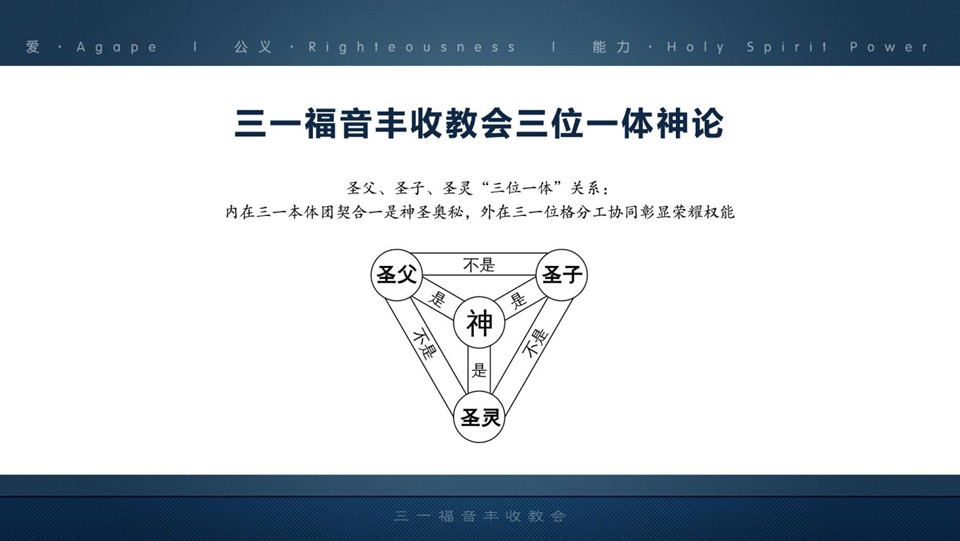 爱·Agape | 公义·Righteousness | 能力·Holy Spirit Power
三一福音丰收教会三位一体神论
圣父、圣子、圣灵“三位一体”关系：
内在三一本体团契合一是神圣奥秘，外在三一位格分工协同彰显荣耀权能
圣父
不是
圣子
是
是
神
不是
不是
是
圣灵
三一福音丰收教会